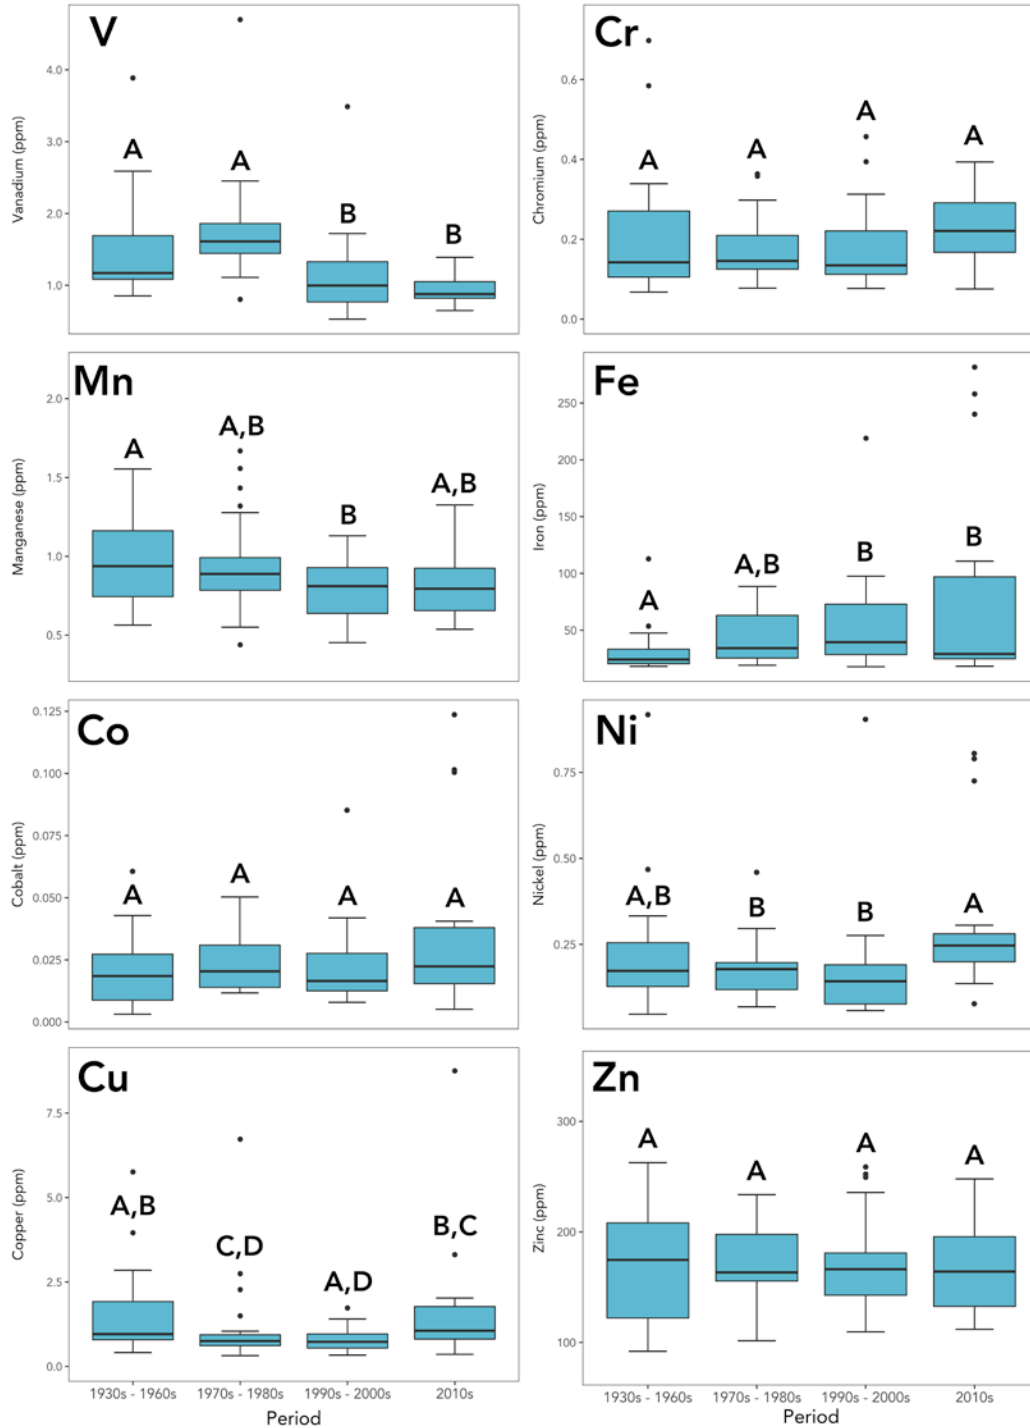 V
Vanadium (ppm)
4.0
3.0
2.0
1.0
A
A
B
B
Cr
Chromium (ppm)
0.6
0.4
0.2
0.0
A
A
A
A
Mn
Manganese (ppm)
2.0
1.5
1.0
0.5
A
A,B
B
A,B
Fe
Iron (ppm)
250
200
150
100
50
A
A,B
B
B
Co
Cobalt (ppm)
0.125
0.100
0.075
0.050
0.025
0.000
A
A
A
A
Ni
Nickel (ppm)
0.75
0.50
0.25
A,B
B
B
A
Cu
Copper (ppm)
7.5
5.0
2.5
0.0
A,B
C,D
A,D
B,C
1930s - 1960s
1970s - 1980s
1990s - 2000s
2010s
Period
Zn
Zinc (ppm)
300
200
100
A
A
A
A
1930s - 1960s
1970s - 1980s
1990s - 2000s
2010s
Period